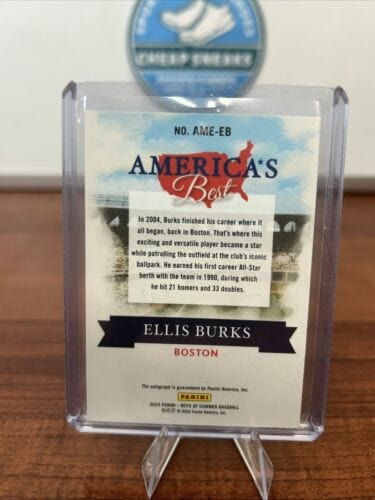 CHEAP SNEAKS
NO. AME-EB
AMERICA'S
Best
In 2004, Burks finished his career where it
all began, back in Boston. That's where this
exciting and versatile player became a star
while patrolling the outfield at the club's iconic
ballpark. He earned his first career All-Star
berth with the team in 1990, during which
he hit 21 homers and 33 doubles.
ELLIS BURKS
BOSTON
The autograph is guaranteed by Panini America, Inc.
PANINI
2024 PANINI - BOYS OF SUMMER BASEBALL
© 2024 Panini America, Inc.